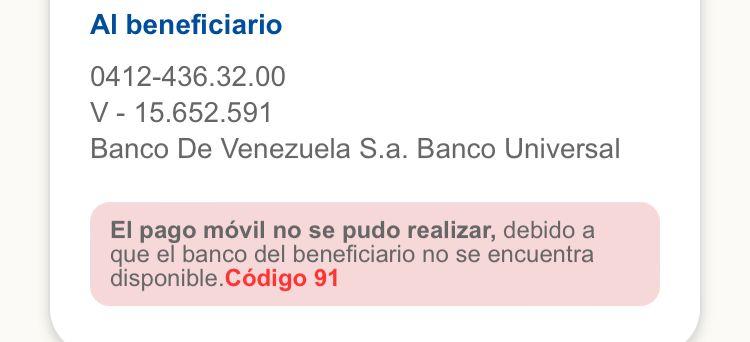 Al beneficiario
0412-436.32.00
V - 15.652.591
Banco De Venezuela S.a. Banco Universal
El pago móvil no se pudo realizar, debido a
que el banco del beneficiario no se encuentra
disponible.Código 91